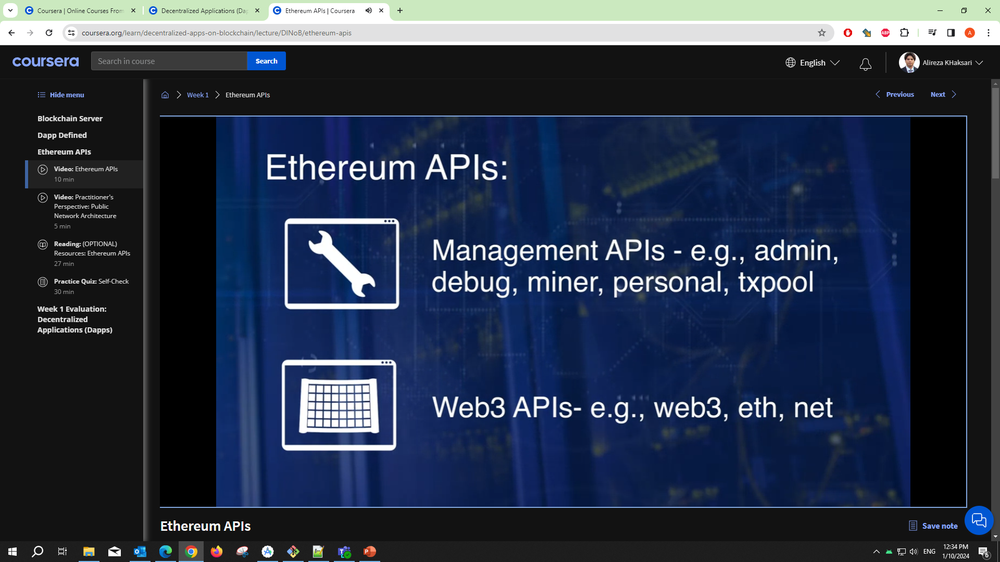 Coursera | Online Courses From
Decentralized Applications (Dap
Ethereum APIs | Coursera
coursera.org/learn/decentralized-apps-on-blockchain/lecture/DINoB/ethereum-apis
ABP
A
coursera
Search in course
Search
English
Alireza KHaksari
Hide menu
Week 1
Ethereum APIs
Previous
Next
Blockchain Server
Dapp Defined
Ethereum APIs
Video: Ethereum APIs
10 min
Video: Practitioner's
Perspective: Public
Network Architecture
5 min
Reading: (OPTIONAL)
Resources: Ethereum APIs
27 min
Practice Quiz: Self-Check
30 min
Week 1 Evaluation:
Decentralized
Applications (Dapps)
Ethereum APIs:
Management APIs - e.g., admin,
debug, miner, personal, txpool
Web3 APIs- e.g., web3, eth, net
Ethereum APIs
Save note
ENG
12:34 PM
1/10/2024
6